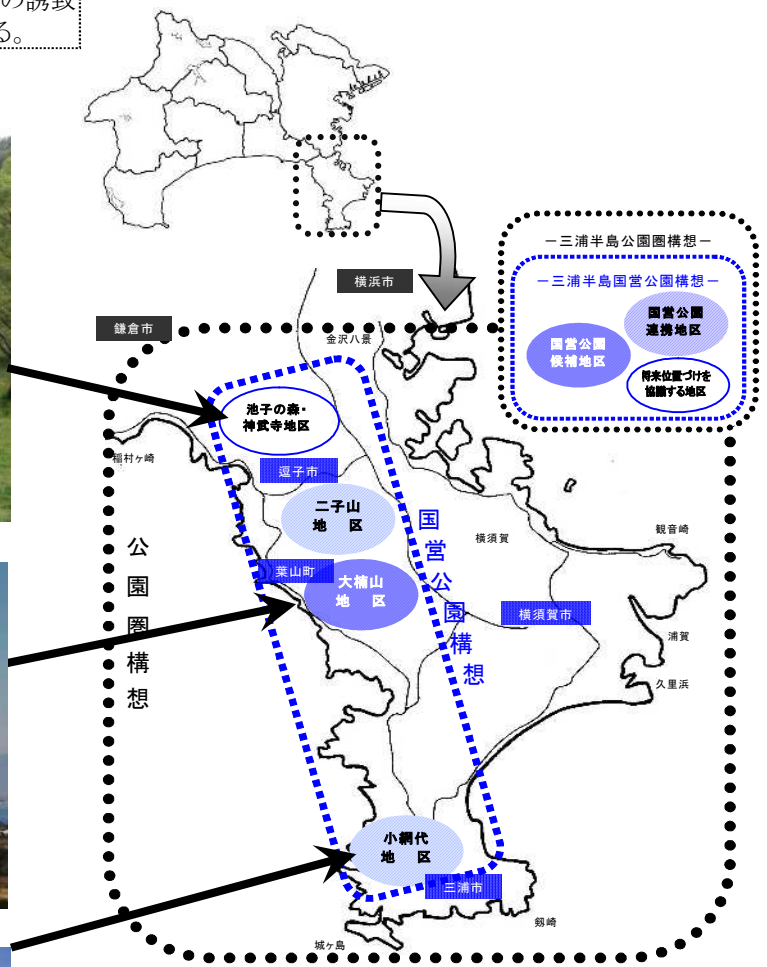 の誘致
る。
－三浦半島公園圏構想－
－三浦半島国営公園構想－
国営公園
連携地区
国営公園
候補地区
将来位置づけを
協議する地区
横浜市
鎌倉市
金沢八景
池子の森・
神武寺地区
稲村ヶ崎
逗子市
二子山
地　区
国営公園構想
横須賀
観音崎
公園圏構想
葉山町
大楠山
地　区
横須賀市
浦賀
久里浜
小網代
地　区
三浦市
剱崎
城ヶ島